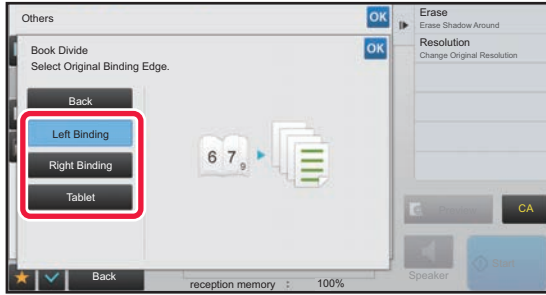 Others
OK
Book Divide
OK
Select Original Binding Edge.
Back
Left Binding
Right Binding
Tablet
6 7 9
Back
reception memory : 100%
Erase
Erase Shadow Around
Resolution
Change Original Resolution
CA
Speaker
Start